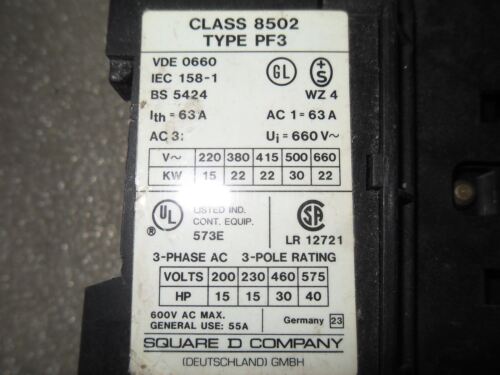 CLASS 8502
TYPE PF3
VDE 0660
IEC 158-1
BS 5424
GL
+S
WZ 4
Ith = 63 A AC 1 = 63 A
AC 3: Ui = 660 V~
V~ 220 380 415 500 660
KW 15 22 22 30 22
UL ®
LISTED IND.
CONT. EQUIP.
573E
SA
LR 12721
3-PHASE AC 3-POLE RATING
VOLTS 200 230 460 575
HP 15 15 30 40
600V AC MAX.
GENERAL USE: 55A
Germany 23
SQUARE D COMPANY
(DEUTSCHLAND) GMBH